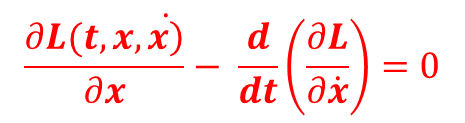 ∂L(t, x, ẋ)/∂x − d/dt (∂L/∂ẋ) = 0